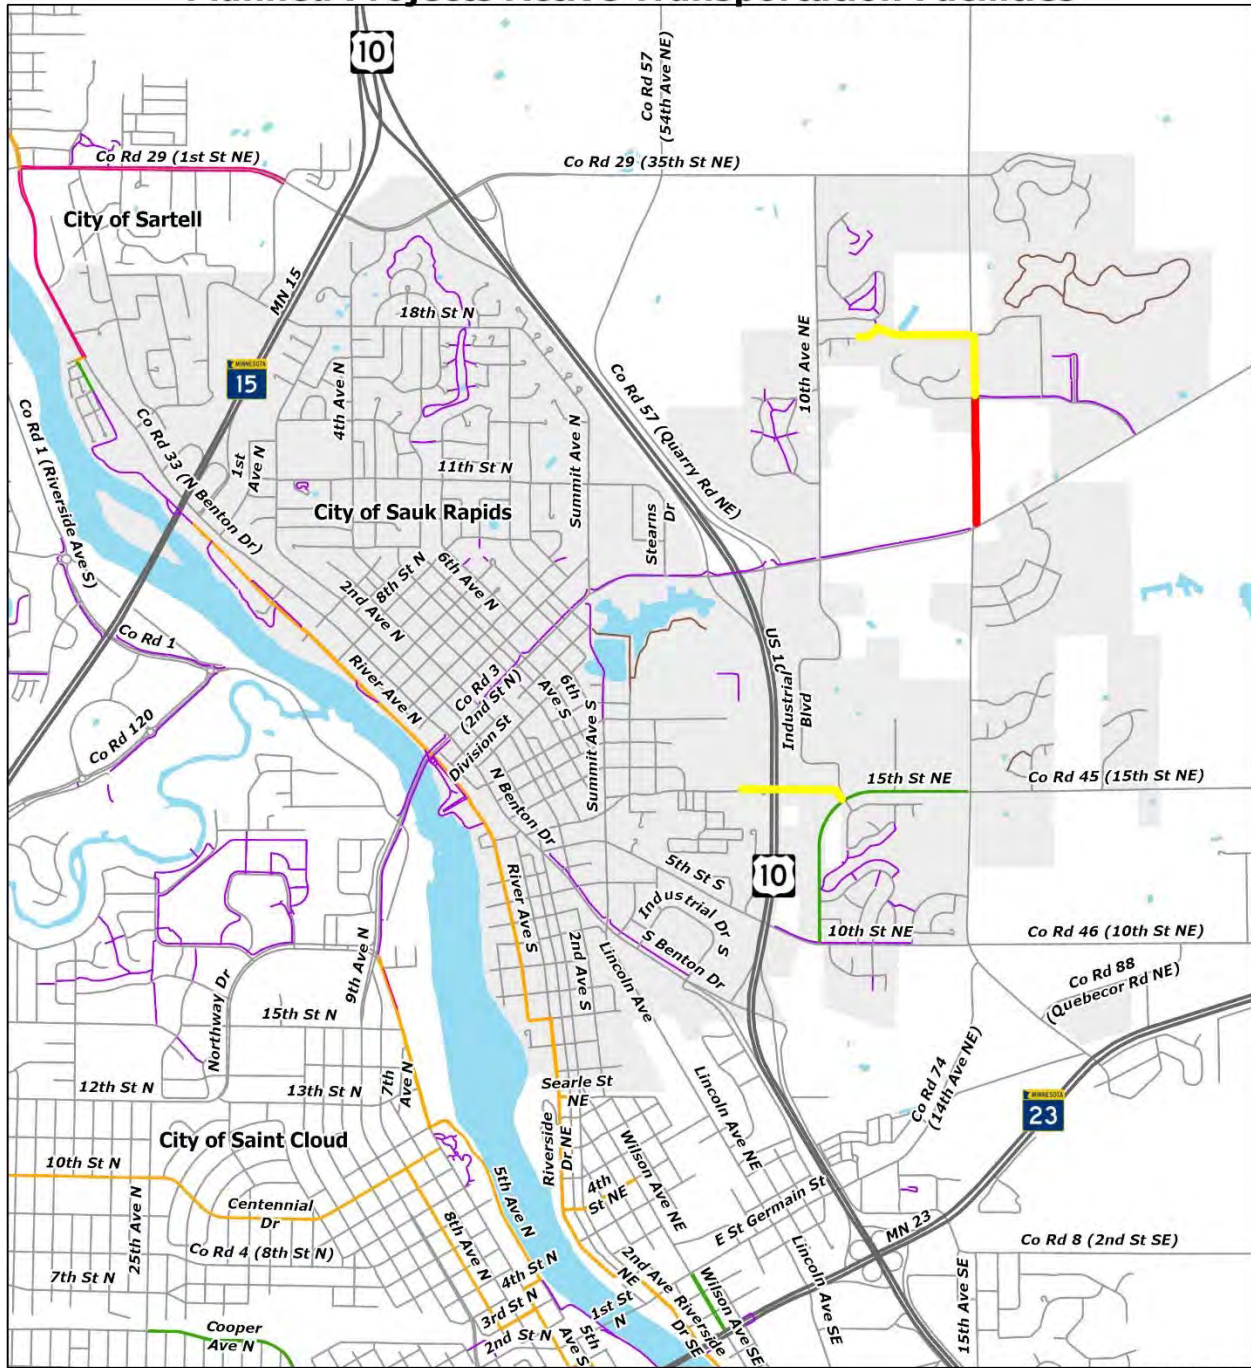 10
Co Rd 57
(54th Ave NE)
Co Rd 29 (1st St NE)
Co Rd 29 (35th St NE)
City of Sartell
MN 15
18th St N
10th Ave NE
MINNESOTA
15
4th Ave N
Co Rd 57 (Quarry Rd NE)
Co Rd 1 (Riverside Ave S)
Co Rd 33 (N Benton Dr)
1st
Ave N
11th St N
Summit Ave N
City of Sauk Rapids
Stearns
Dr
8th St N
6th Ave N
2nd Ave N
Co Rd 1
River Ave N
Co Rd 3
(2nd St N)
6th
Ave S
US 10
Industrial
Blvd
Co Rd 120
Division St
Summit Ave S
N Benton Dr
15th St NE
Co Rd 45 (15th St NE)
5th St S
10
River Ave S
Industrial Dr
S
2nd Ave S
S Benton Dr
Lincoln Ave
10th St NE
Co Rd 46 (10th St NE)
9th Ave N
Northway Dr
Co Rd 88
(Quebecor Rd NE)
15th St N
12th St N
13th St N
7th
Ave N
Searle St
NE
Lincoln Ave NE
Co Rd 74
(14th Ave NE)
MINNESOTA
23
City of Saint Cloud
Riverside
Dr NE
Wilson Ave NE
10th St N
25th Ave N
Centennial
Dr
4th
St NE
5th Ave N
8th Ave N
E St Germain St
MN 23
Co Rd 4 (8th St N)
Co Rd 8 (2nd St SE)
7th St N
4th St N
3rd St N
2nd St N
2nd Ave
NE
Wilson
Ave SE
Lincoln Ave SE
15th Ave SE
1st St
N
5th
Ave S
Riverside
Dr SE
Cooper
Ave N